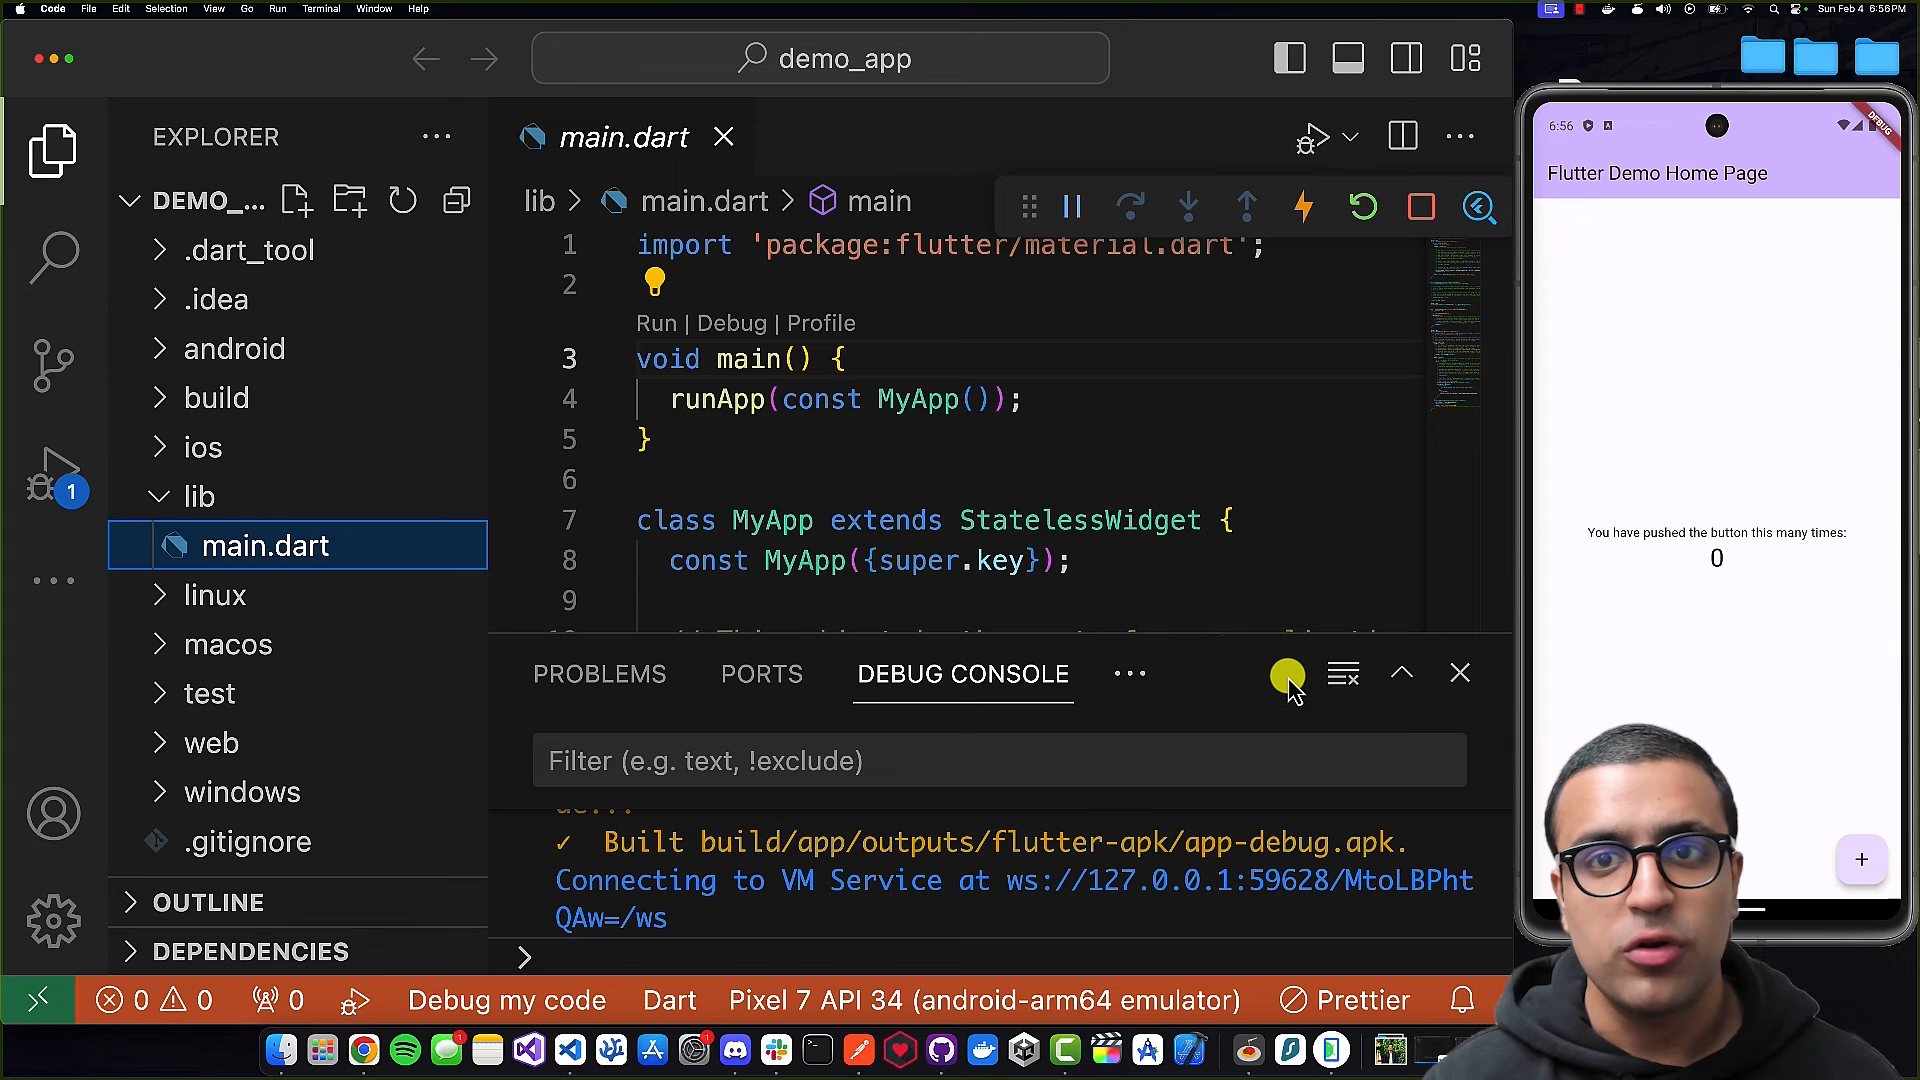 Code File Edit Selection View Go Run Terminal Window Help
Sun Feb 4 6:56PM
demo_app
EXPLORER
main.dart
DEMO_...
lib > main.dart > main
.dart_tool
.idea
android
build
ios
lib
main.dart
linux
macos
test
web
windows
.gitignore
OUTLINE
DEPENDENCIES
1
1 import 'package:flutter/material.dart';
2
Run | Debug | Profile
3 void main() {
4 runApp(const MyApp());
5 }
6
7 class MyApp extends StatelessWidget {
8 const MyApp({super.key});
9
PROBLEMS PORTS DEBUG CONSOLE
Filter (e.g. text, !exclude)
✓ Built build/app/outputs/flutter-apk/app-debug.apk.
Connecting to VM Service at ws://127.0.0.1:59628/MtoLBPht
QAw=/ws
>
0 0 0 Debug my code Dart Pixel 7 API 34 (android-arm64 emulator) Prettier
6:56
DEBUG
Flutter Demo Home Page
You have pushed the button this many times:
0
+
1
1